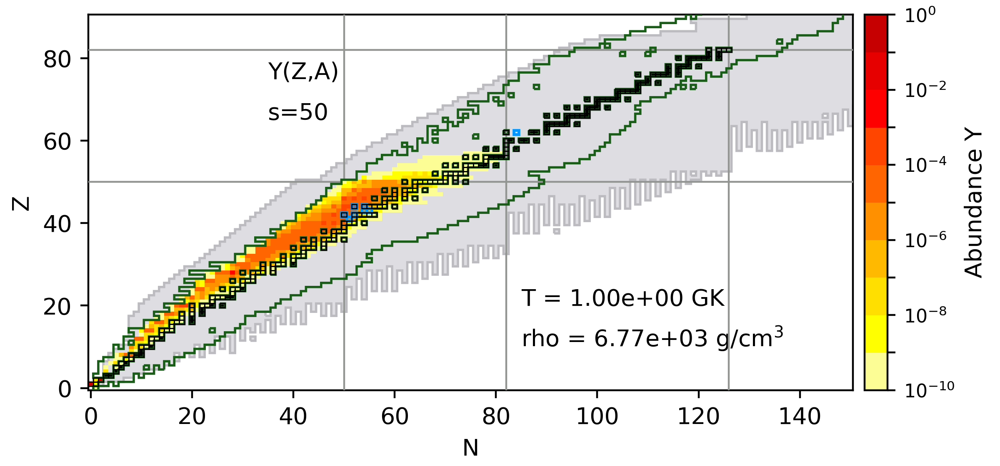 Y(Z,A)
s=50
T = 1.00e+00 GK
rho = 6.77e+03 g/cm³
Z
80
60
40
20
0
0 20 40 60 80 100 120 140
N
10⁰
10⁻²
10⁻⁴
10⁻⁶
10⁻⁸
10⁻¹⁰
Abundance Y